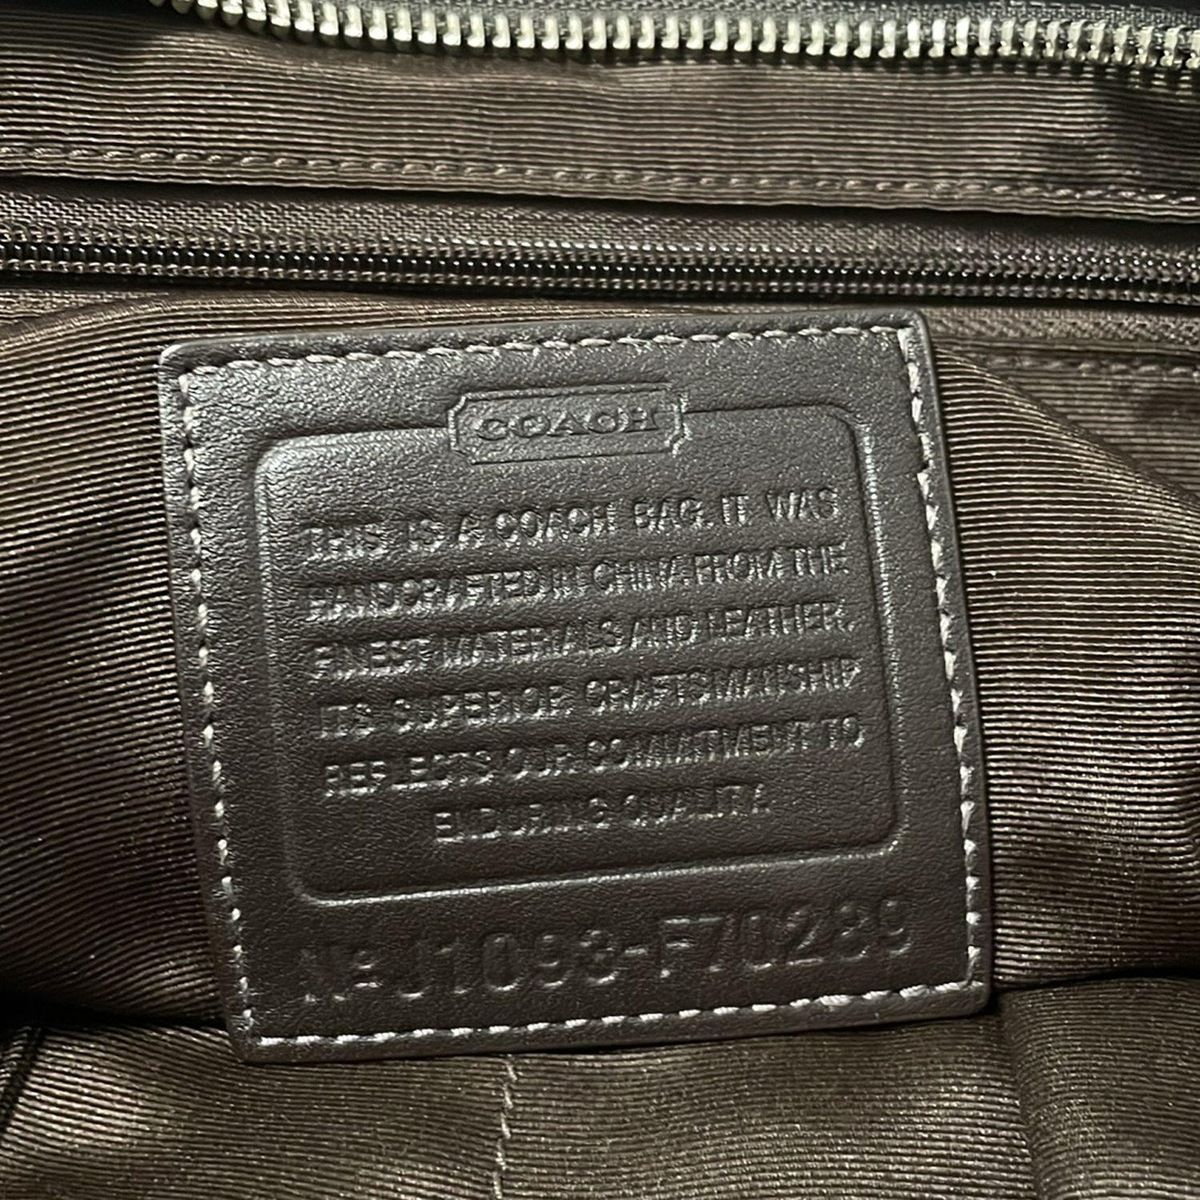 COACH
THIS IS A COACH BAG. IT WAS
HANDCRAFTED IN CHINA FROM THE
FINEST MATERIALS AND LEATHER.
ITS SUPERIOR CRAFTSMANSHIP
REFLECTS OUR COMMITMENT TO
ENDURING QUALITY.
Nº J1093-F70289